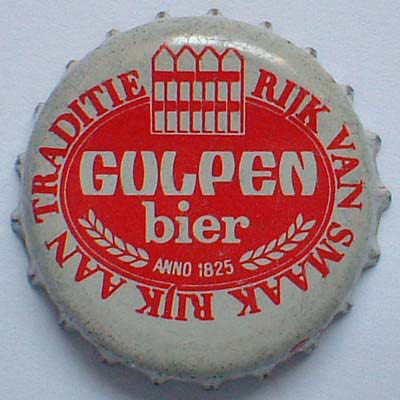 RIJK VAN SMAAK RIJK AAN TRADITIE
GULPEN
bier
ANNO 1825